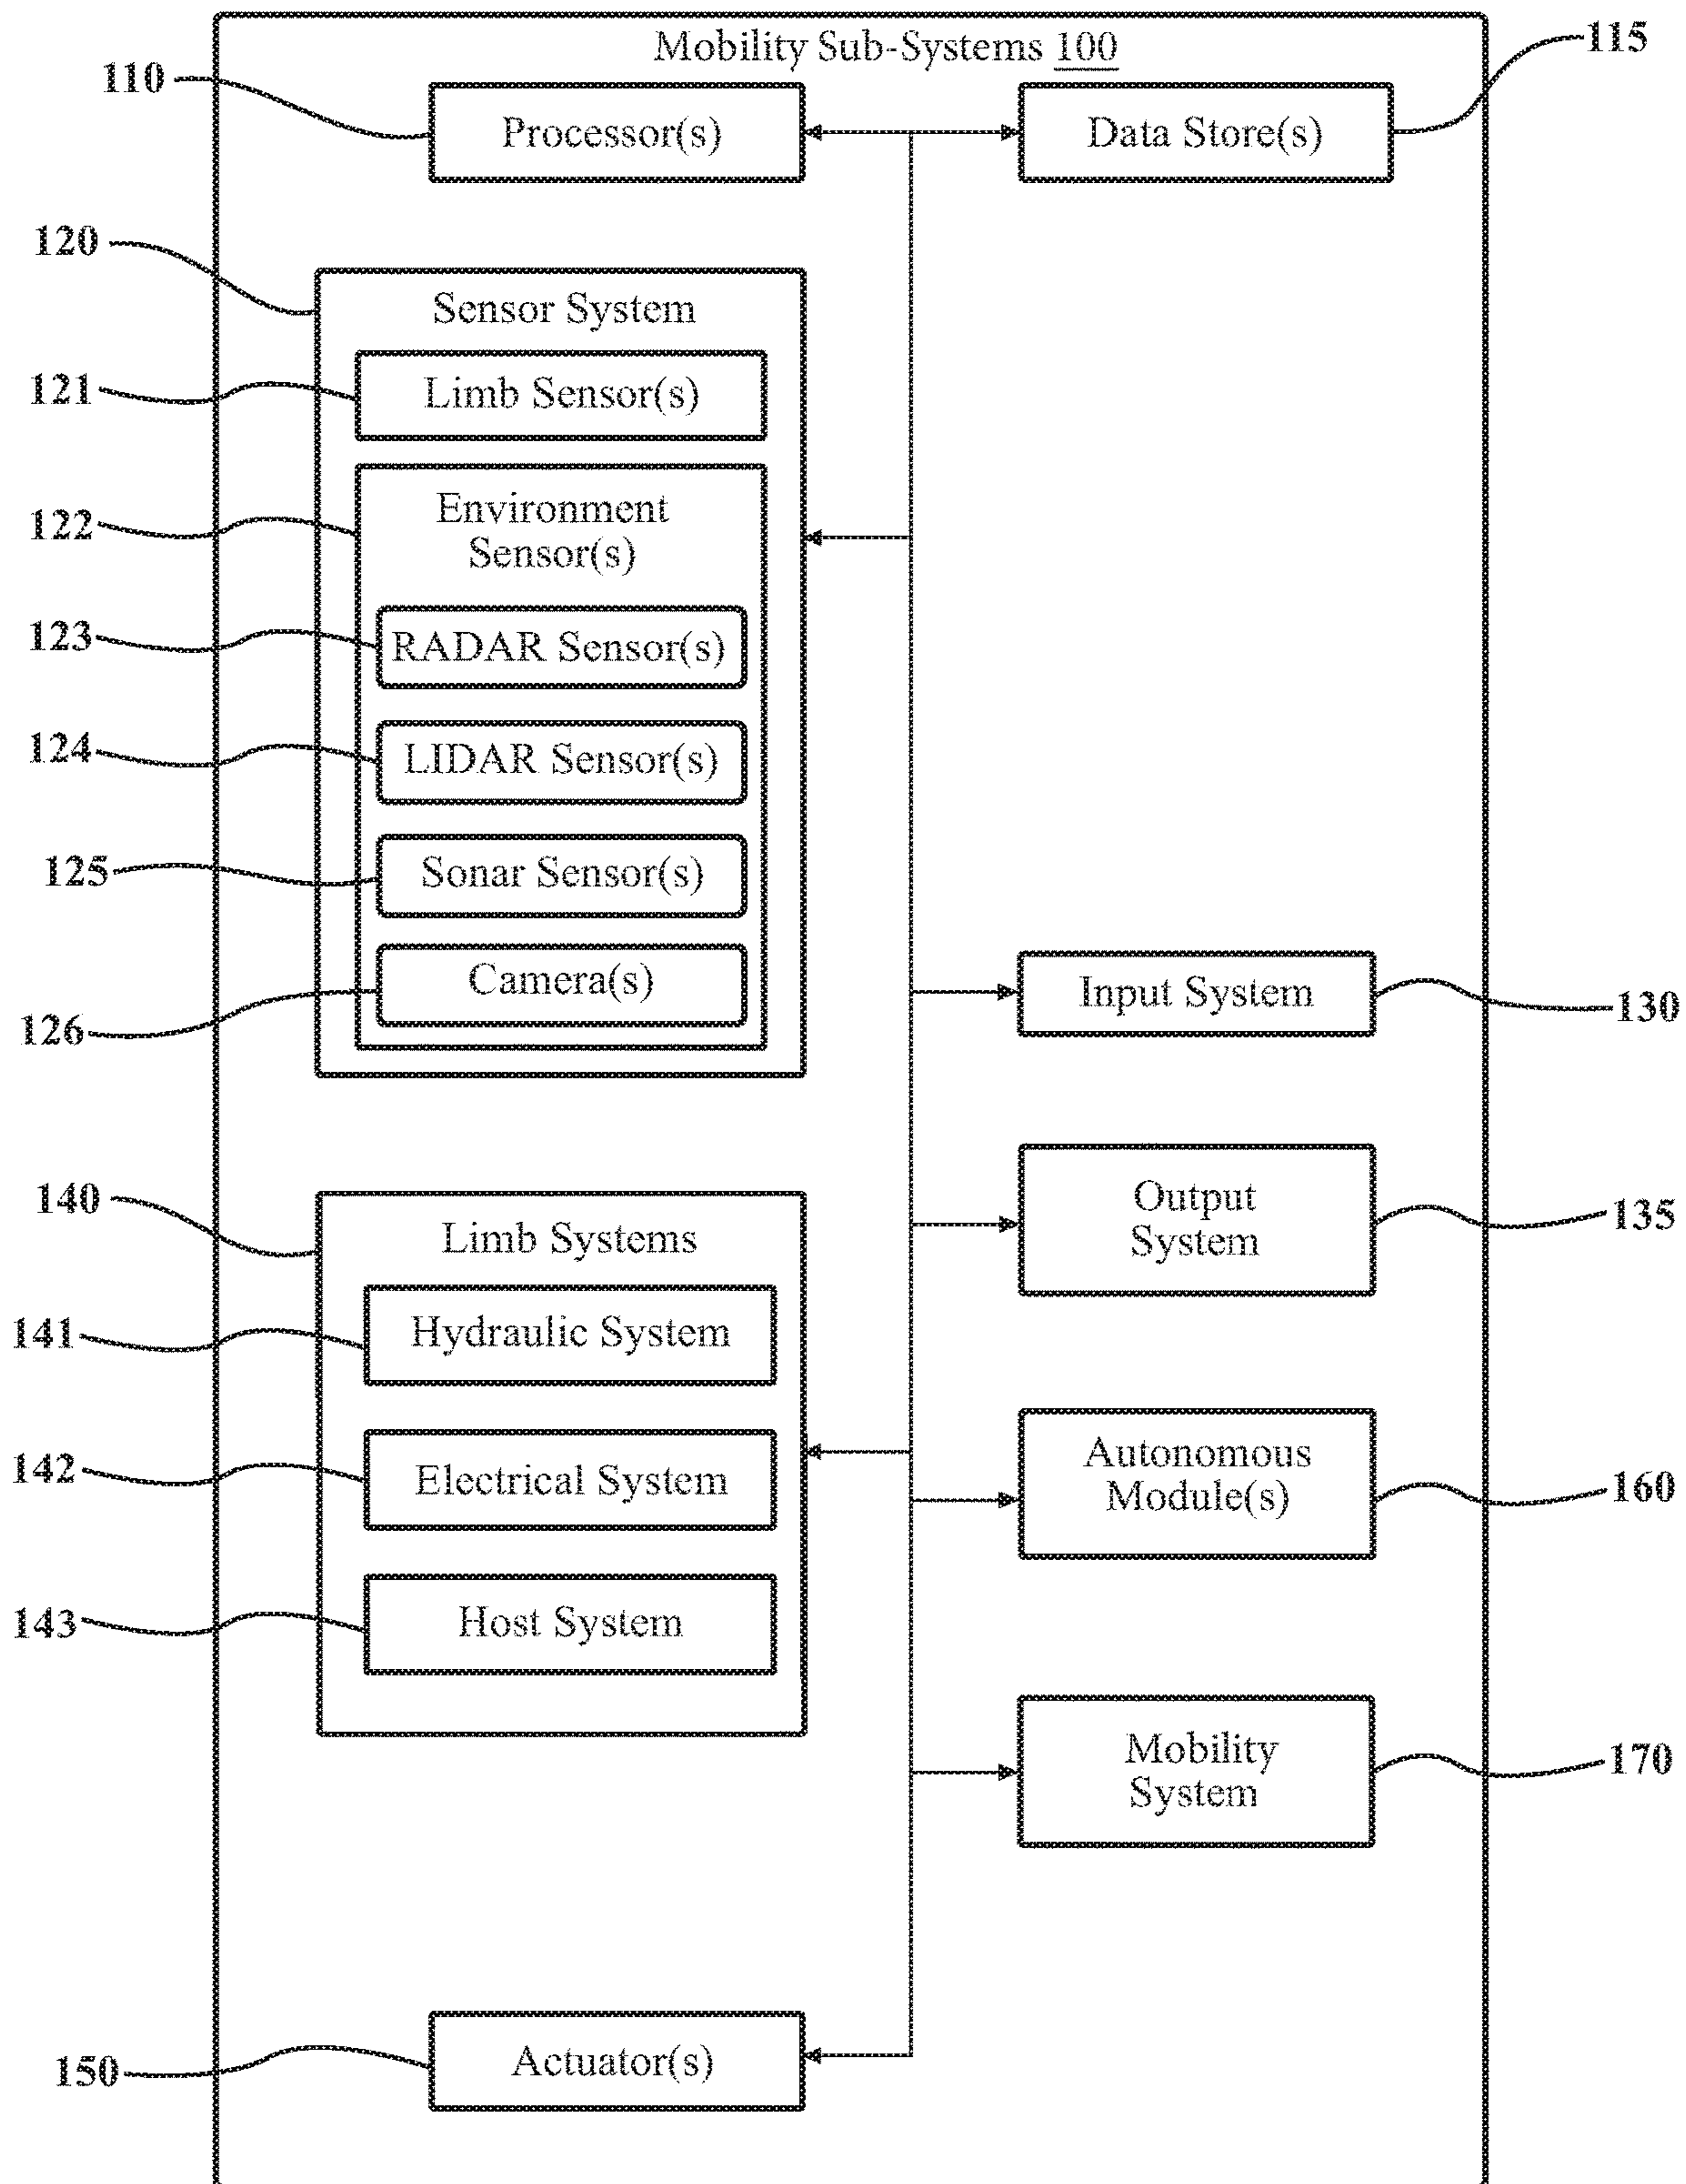 Mobility Sub-Systems 100
115
110
Processor(s)
Data Store(s)
120
Sensor System
121
Limb Sensor(s)
122
Environment
Sensor(s)
123
RADAR Sensor(s)
124
LIDAR Sensor(s)
125
Sonar Sensor(s)
126
Camera(s)
Input System
130
140
Limb Systems
Output
System
135
141
Hydraulic System
142
Electrical System
Autonomous
Module(s)
160
143
Host System
Mobility
System
170
150
Actuator(s)